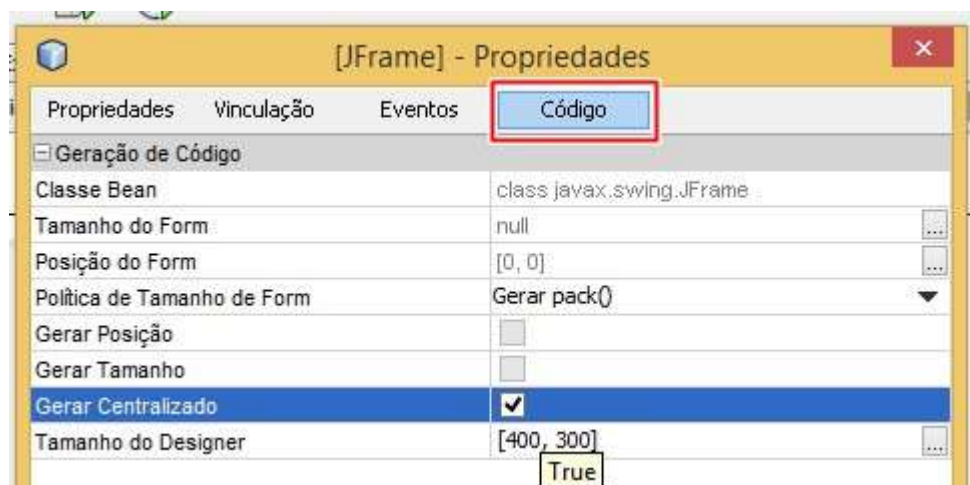 [JFrame] - Propriedades
Propriedades Vinculação Eventos Código
Geração de Código
Classe Bean class javax.swing.JFrame
Tamanho do Form null ...
Posição do Form [0, 0] ...
Política de Tamanho de Form Gerar pack()
Gerar Posição
Gerar Tamanho
Gerar Centralizado
Tamanho do Designer [400, 300] ...
True